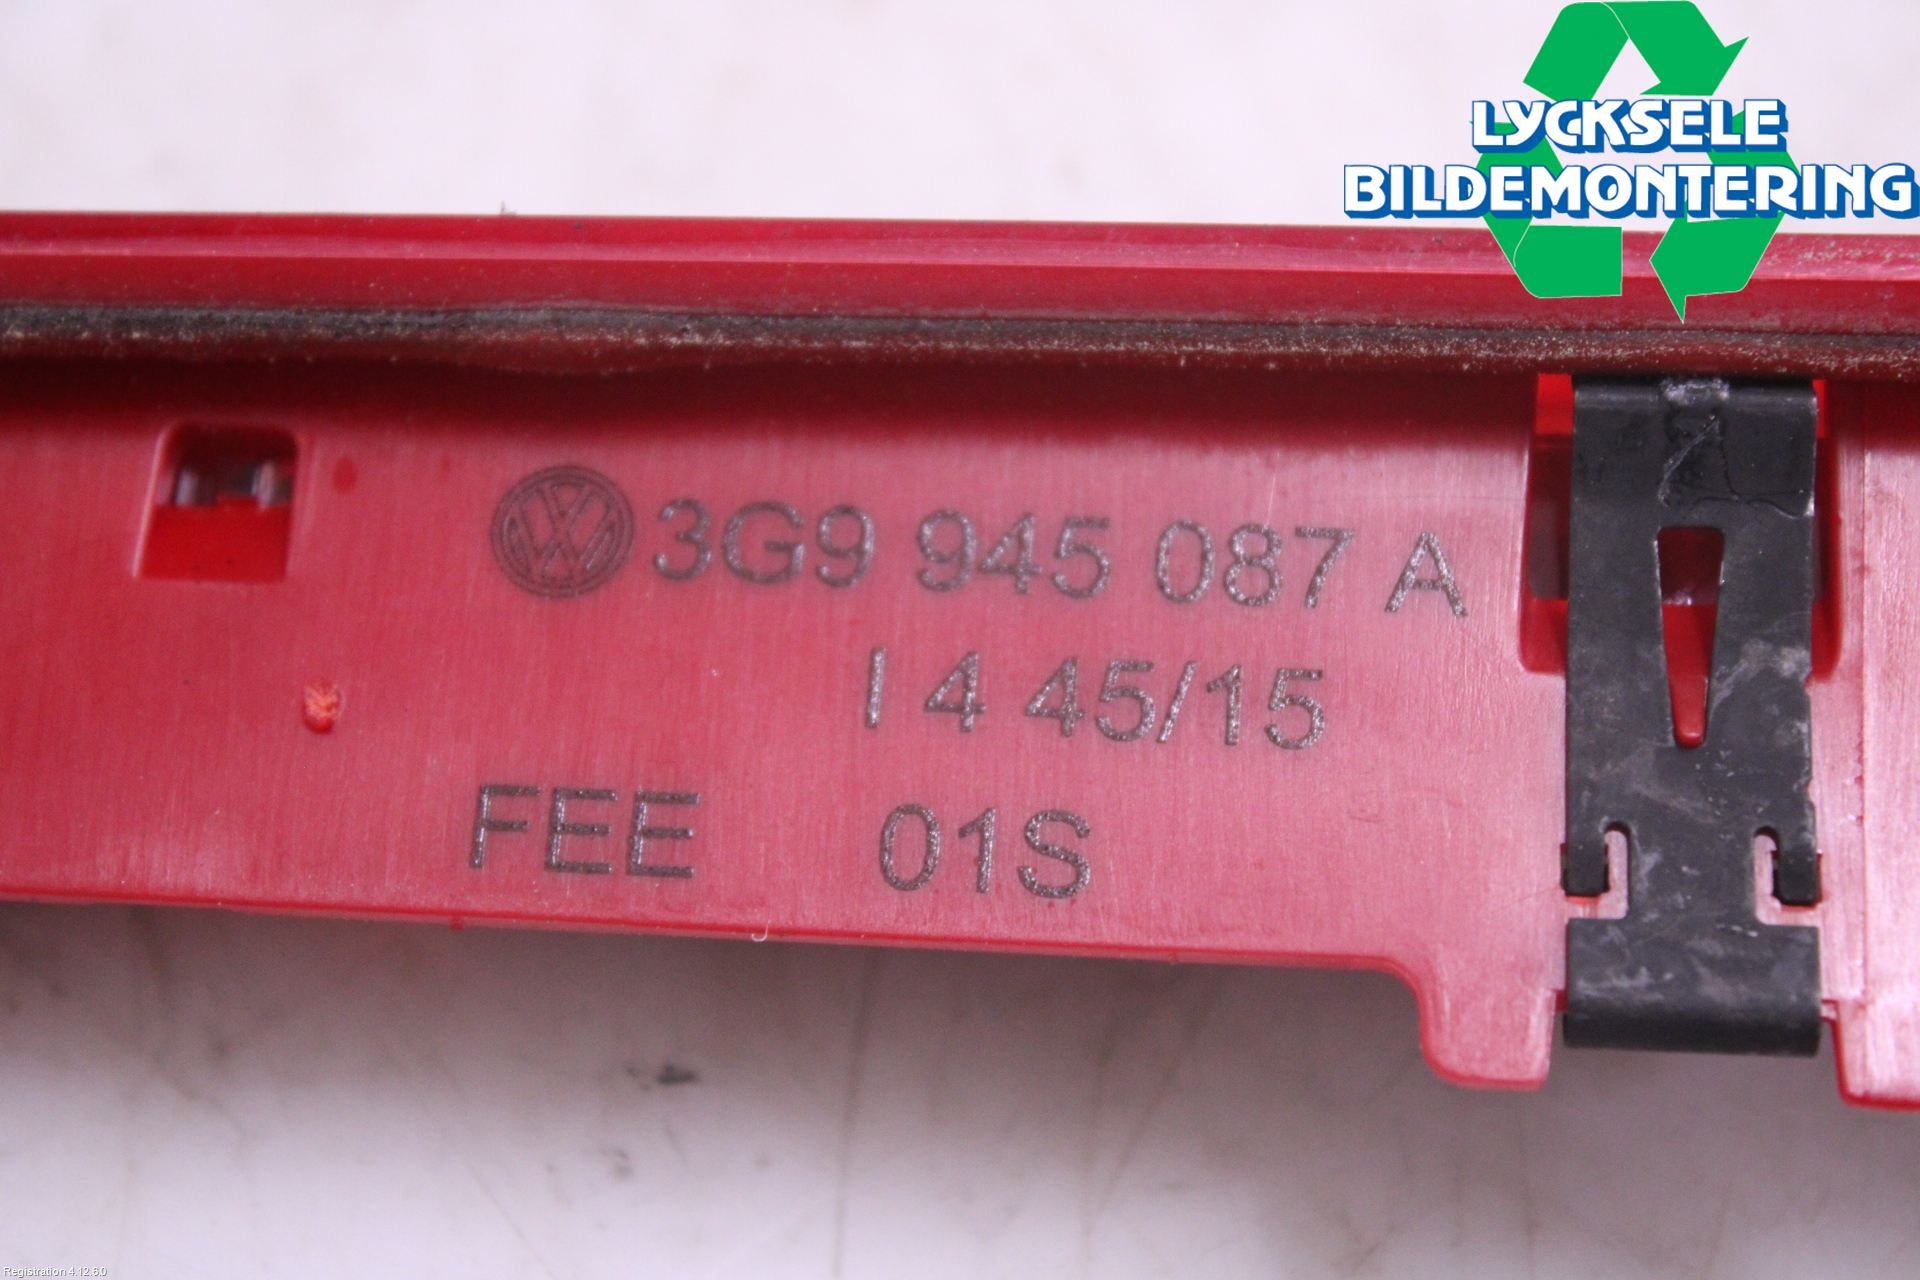 LYCKSELE
BILDEMONTERING
3G9 945 087 A
I 4 45/15
FEE 01S
Registration 4.12.6.0